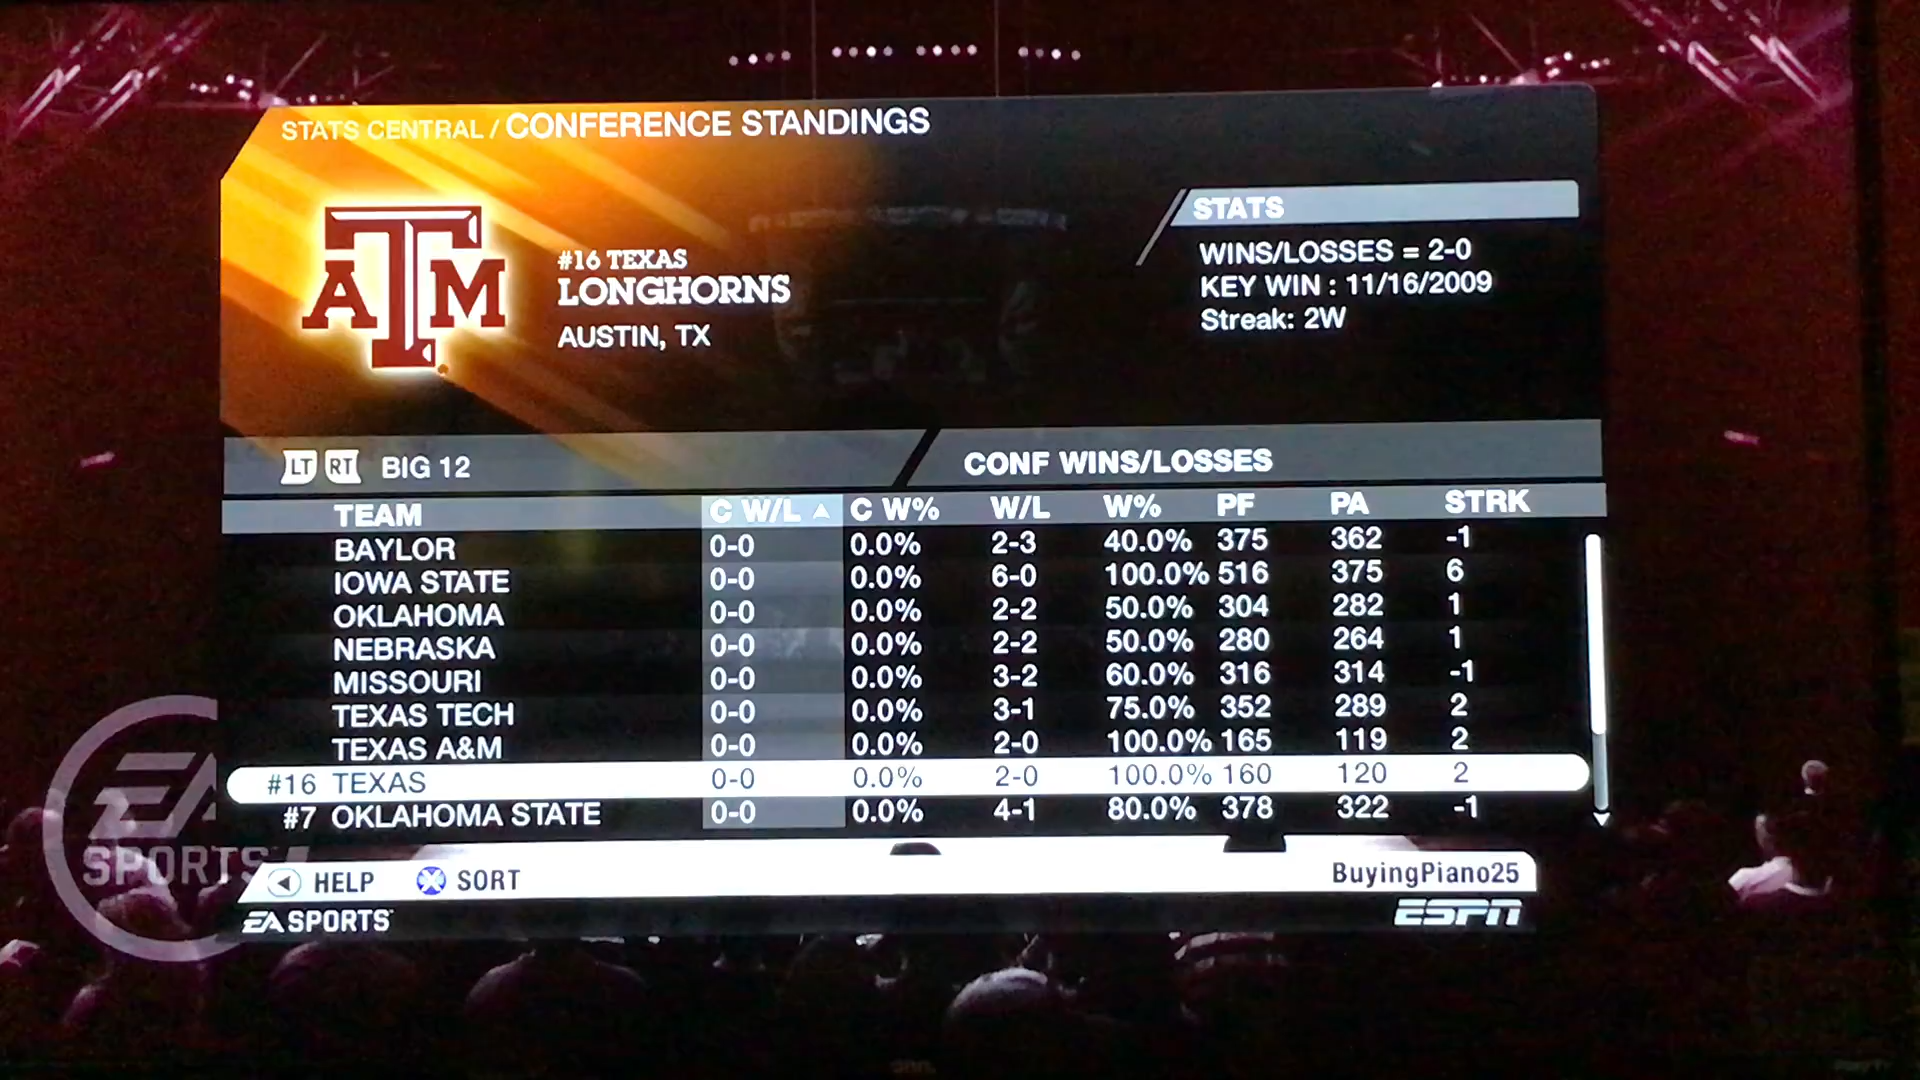 STATS CENTRAL / CONFERENCE STANDINGS
ATM
#16 TEXAS
LONGHORNS
AUSTIN, TX
STATS
WINS/LOSSES = 2-0
KEY WIN : 11/16/2009
Streak: 2W
LT RT BIG 12 CONF WINS/LOSSES
TEAM C W/L C W% W/L W% PF PA STRK
BAYLOR 0-0 0.0% 2-3 40.0% 375 362 -1
IOWA STATE 0-0 0.0% 6-0 100.0% 516 375 6
OKLAHOMA 0-0 0.0% 2-2 50.0% 304 282 1
NEBRASKA 0-0 0.0% 2-2 50.0% 280 264 1
MISSOURI 0-0 0.0% 3-2 60.0% 316 314 -1
TEXAS TECH 0-0 0.0% 3-1 75.0% 352 289 2
TEXAS A&M 0-0 0.0% 2-0 100.0% 165 119 2
#16 TEXAS 0-0 0.0% 2-0 100.0% 160 120 2
#7 OKLAHOMA STATE 0-0 0.0% 4-1 80.0% 378 322 -1
EA
SPORTS
HELP SORT BuyingPiano25
EA SPORTS ESPN